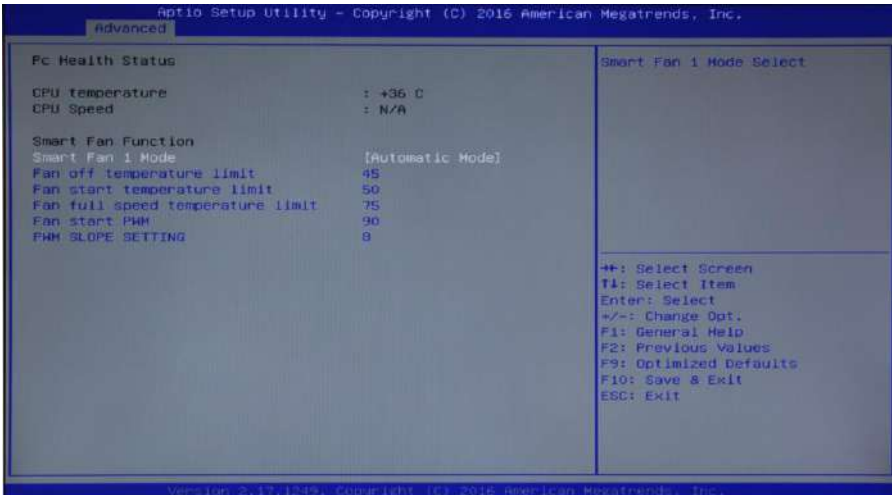 Aptio Setup Utility – Copyright (C) 2016 American Megatrends, Inc.
Advanced
Pc Health Status
CPU temperature : +36 C
CPU Speed : N/A
Smart Fan Function
Smart Fan 1 Mode [Automatic Mode]
Fan off temperature limit 45
Fan start temperature limit 50
Fan full speed temperature limit 75
Fan start PWM 90
PWM SLOPE SETTING 8
Smart Fan 1 Mode Select
→←: Select Screen
↑↓: Select Item
Enter: Select
+/-: Change Opt.
F1: General Help
F2: Previous Values
F9: Optimized Defaults
F10: Save & Exit
ESC: Exit
Version 2.17.1249. Copyright (C) 2016 American Megatrends, Inc.